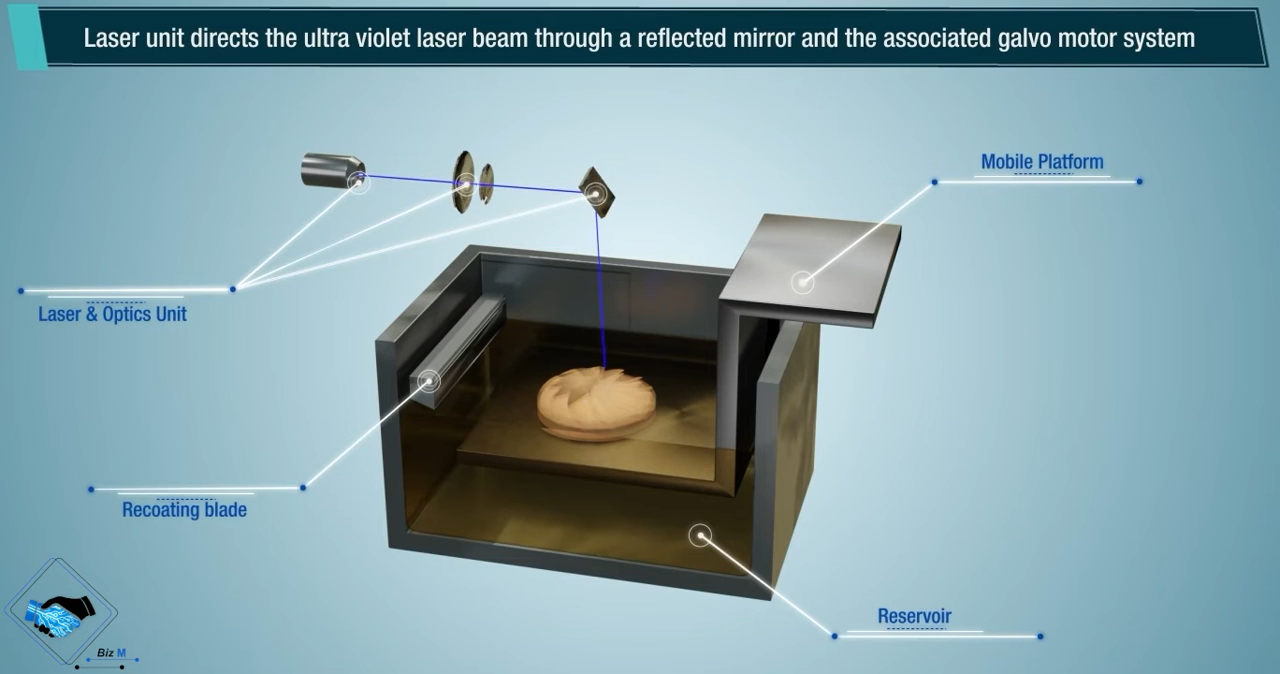 Laser unit directs the ultra violet laser beam through a reflected mirror and the associated galvo motor system
Mobile Platform
Laser & Optics Unit
Recoating blade
Reservoir
Biz M